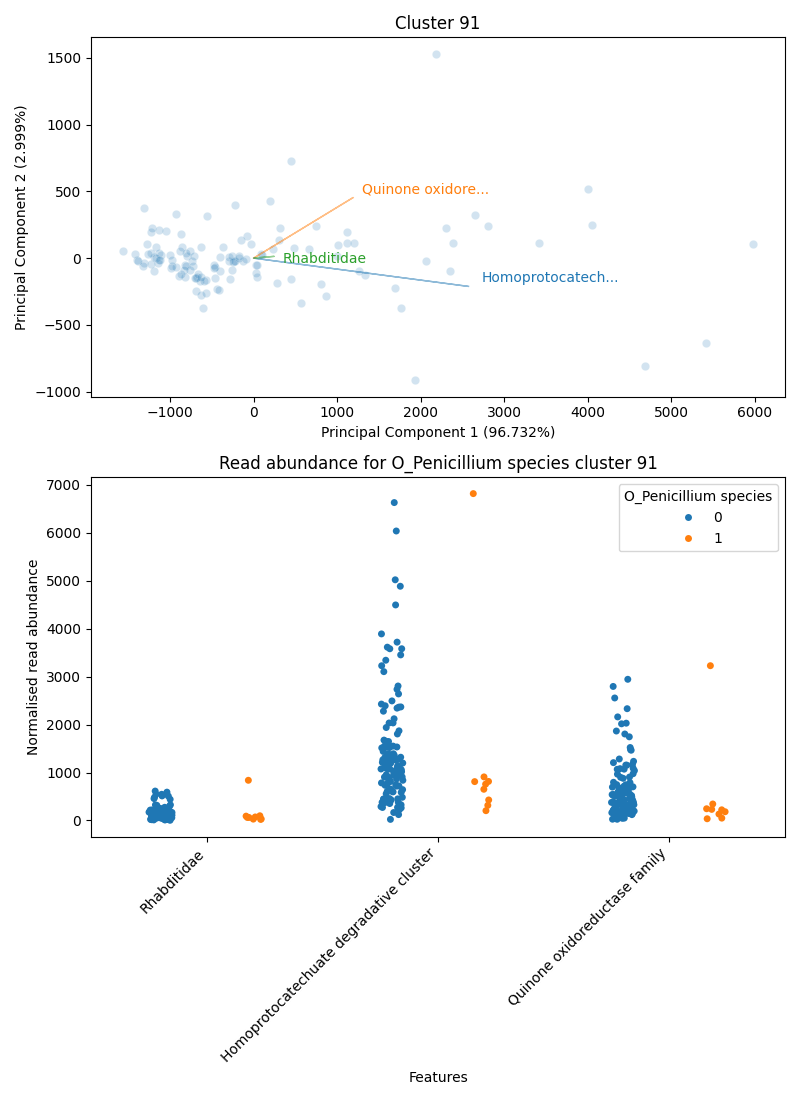 Cluster 91
Principal Component 2 (2.999%)
1500
1000
500
0
−500
−1000
Quinone oxidore...
Rhabditidae
Homoprotocatech...
−1000
0
1000
2000
3000
4000
5000
6000
Principal Component 1 (96.732%)
Read abundance for O_Penicillium species cluster 91
Normalised read abundance
7000
6000
5000
4000
3000
2000
1000
0
O_Penicillium species
0
1
Rhabditidae
Homoprotocatechuate degradative cluster
Quinone oxidoreductase family
Features